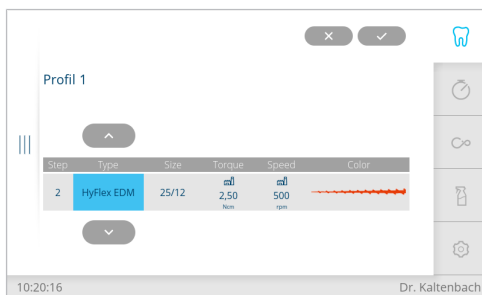 Profil 1
Step Type Size Torque Speed Color
2 HyFlex EDM 25/12 2,50 500
Ncm rpm
10:20:16 Dr. Kaltenbach